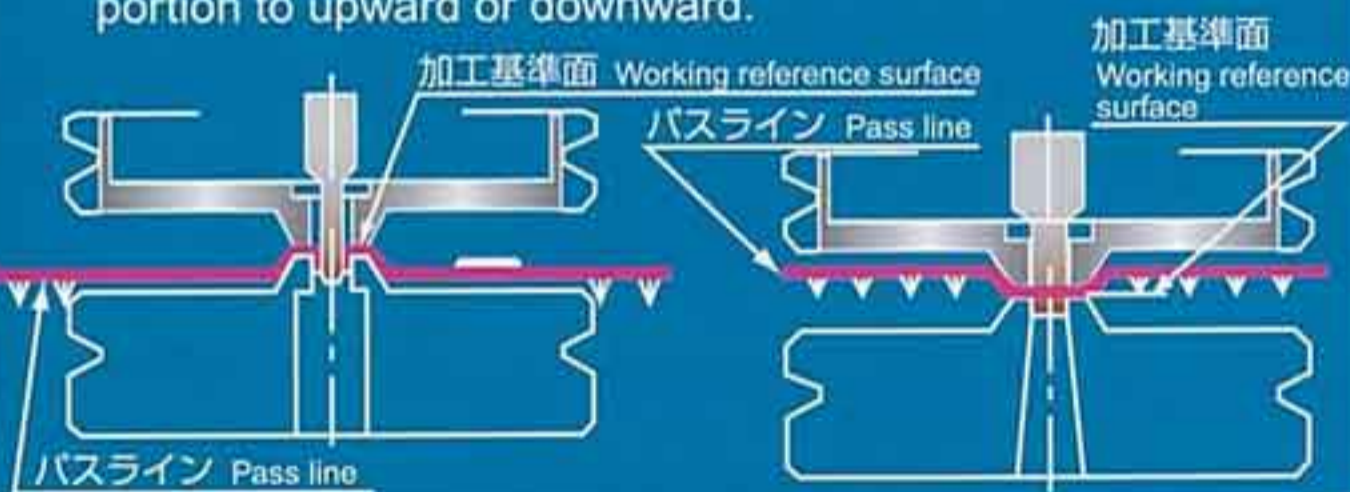 portion to upward or downward.
加工基準面 Working reference surface
パスライン Pass line
加工基準面
Working reference
surface
パスライン Pass line